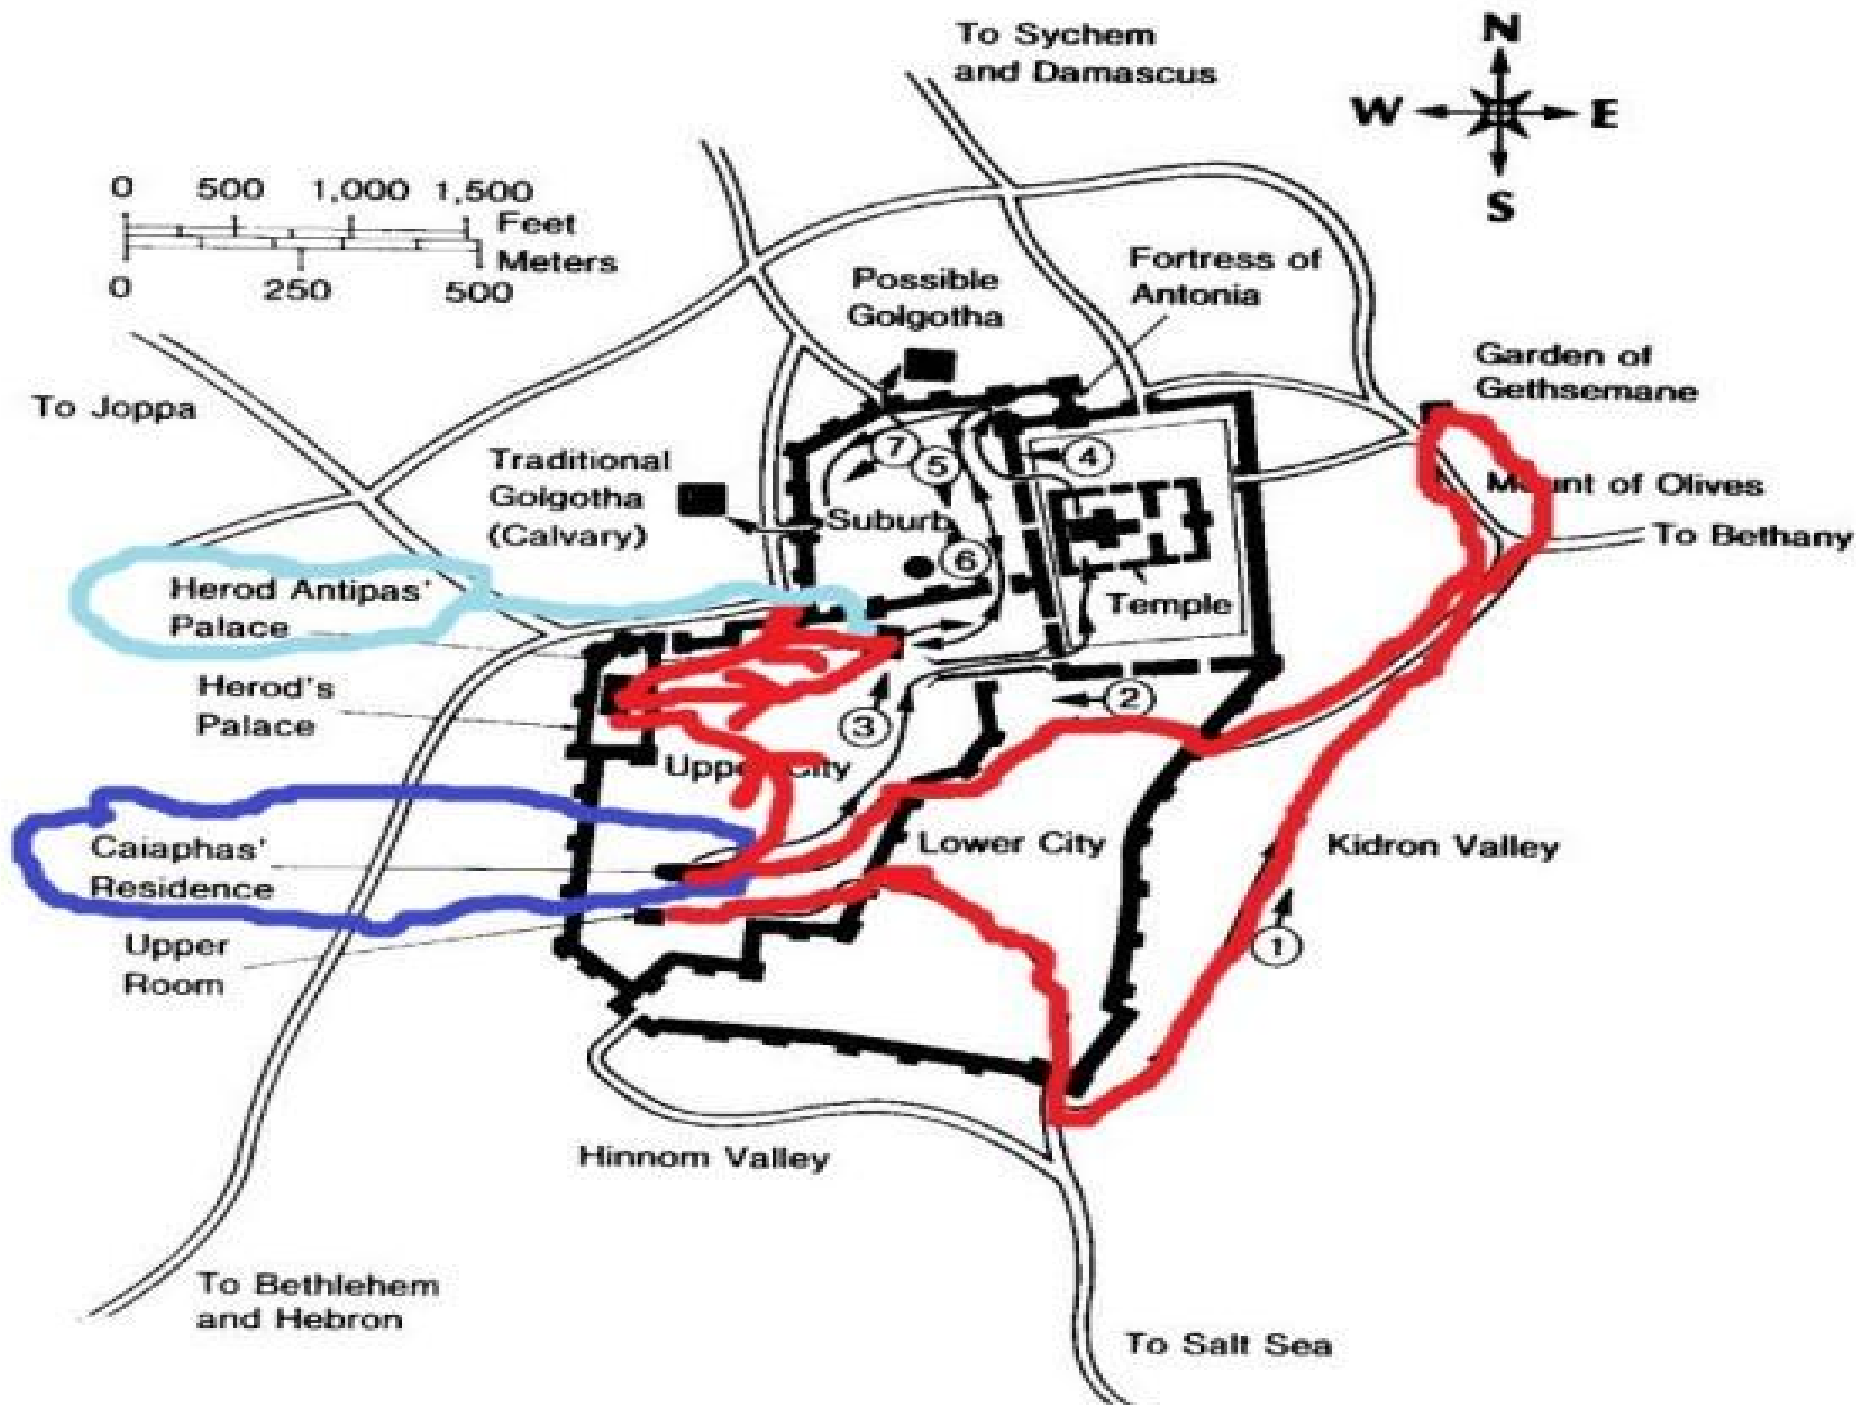 To Sychem
and Damascus
N
W E
S
0 500 1,000 1,500
Feet
Meters
0 250 500
Possible
Golgotha
Fortress of
Antonia
Garden of
Gethsemane
To Joppa
Traditional
Golgotha
(Calvary)
7
5
4
Mount of Olives
Suburb
To Bethany
6
Herod Antipas'
Palace
Temple
Herod's
Palace
3
2
Upper City
Caiaphas'
Residence
Lower City
Kidron Valley
Upper
Room
1
Hinnom Valley
To Bethlehem
and Hebron
To Salt Sea